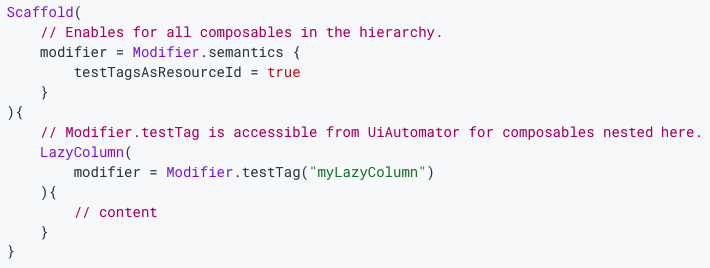 Scaffold(
    // Enables for all composables in the hierarchy.
    modifier = Modifier.semantics {
        testTagsAsResourceId = true
    }
){
    // Modifier.testTag is accessible from UiAutomator for composables nested here.
    LazyColumn(
        modifier = Modifier.testTag("myLazyColumn")
    ){
        // content
    }
}